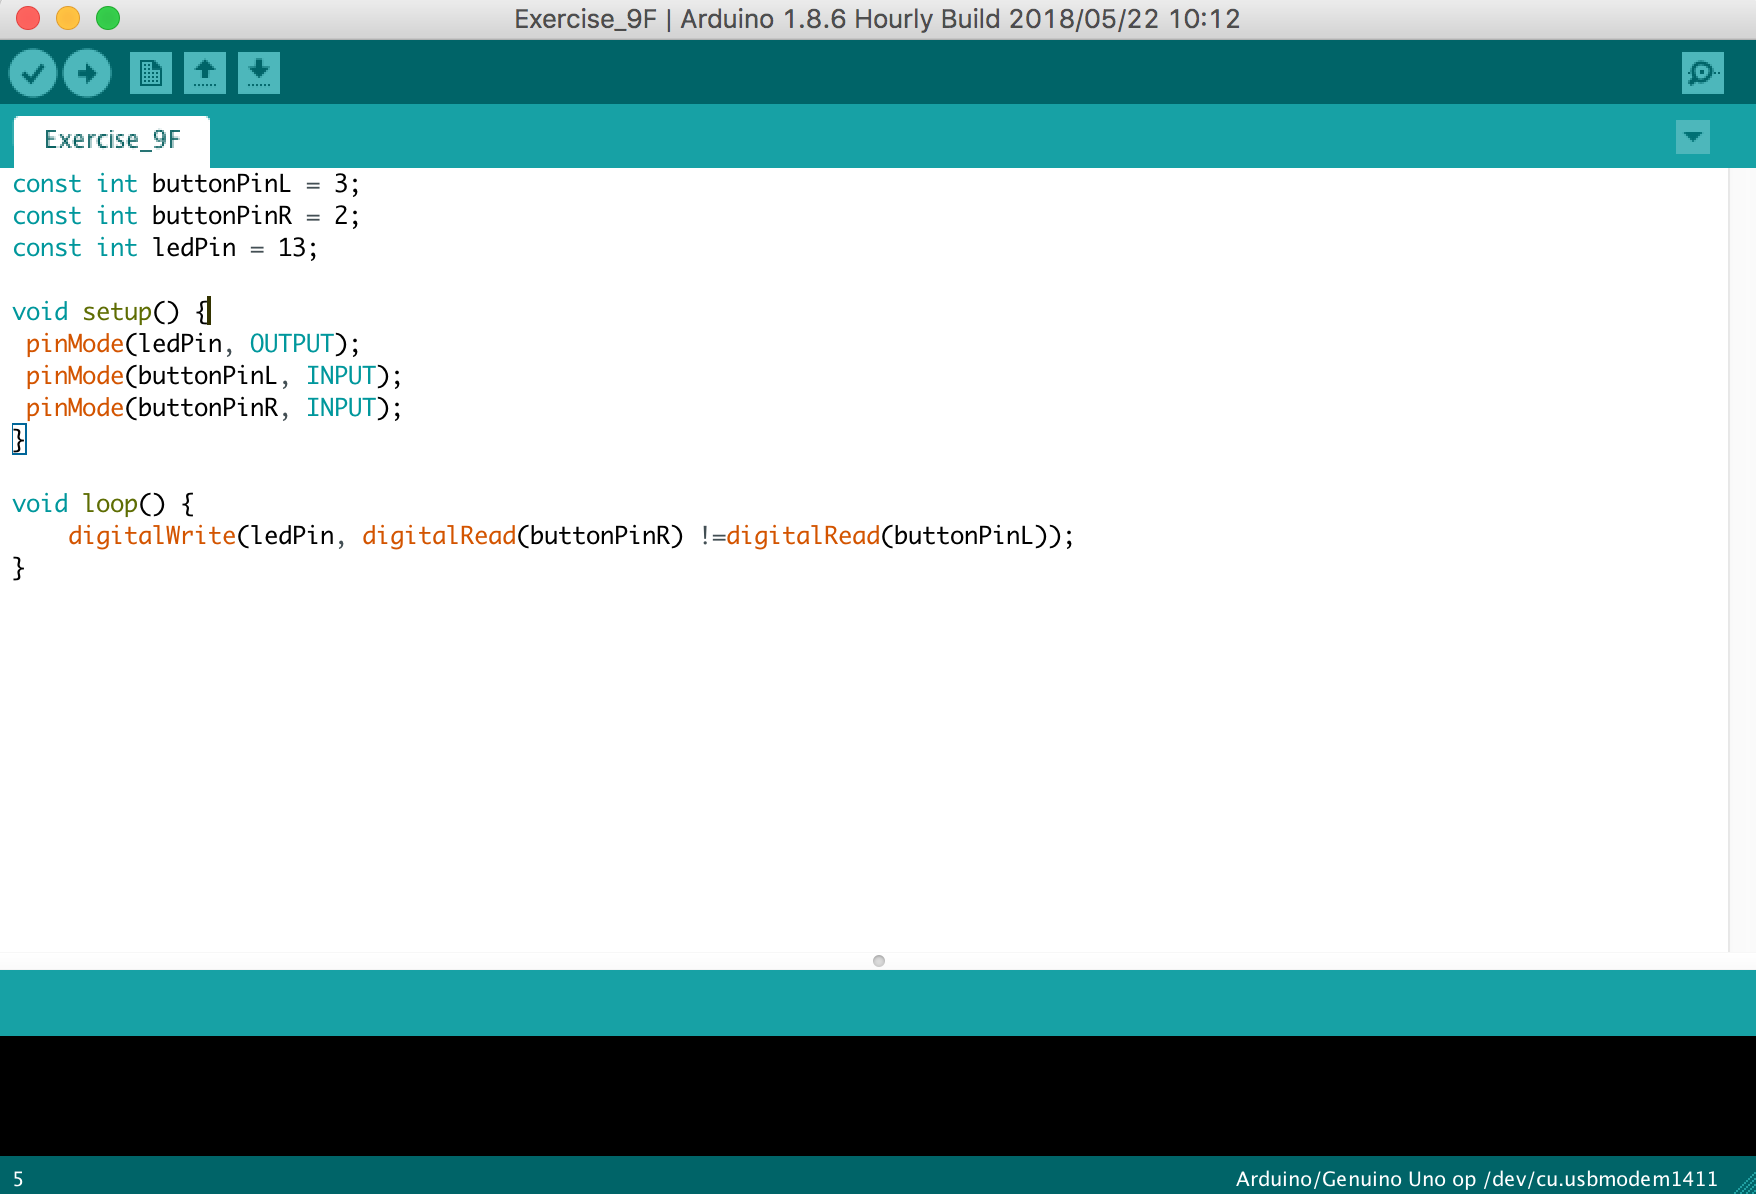 Exercise_9F | Arduino 1.8.6 Hourly Build 2018/05/22 10:12
Exercise_9F
const int buttonPinL = 3;
const int buttonPinR = 2;
const int ledPin = 13;
void setup() {
pinMode(ledPin, OUTPUT);
pinMode(buttonPinL, INPUT);
pinMode(buttonPinR, INPUT);
}
void loop() {
digitalWrite(ledPin, digitalRead(buttonPinR) !=digitalRead(buttonPinL));
}
5
Arduino/Genuino Uno op /dev/cu.usbmodem1411